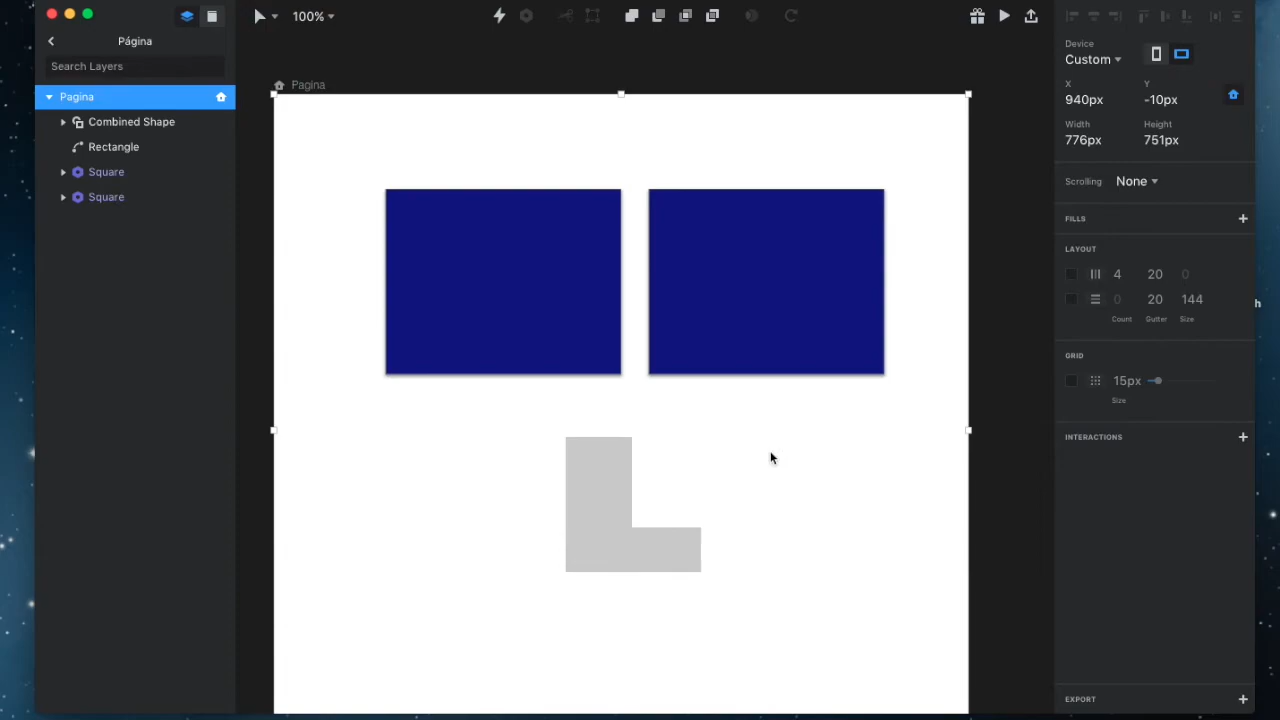 100%
Página
Search Layers
Pagina
Combined Shape
Rectangle
Square
Square
Pagina
Device
Custom
X Y
940px -10px
Width Height
776px 751px
Scrolling None
FILLS
LAYOUT
4 20 0
0 20 144
Count Gutter Size
GRID
15px
Size
INTERACTIONS
EXPORT
h